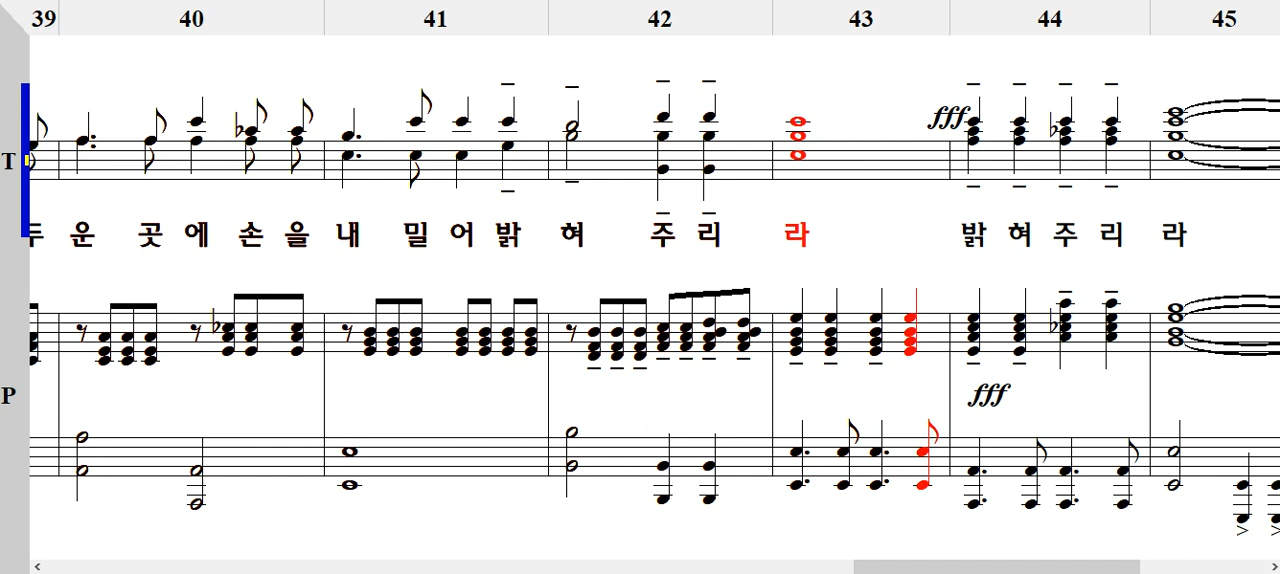 39 40 41 42 43 44 45
fff
T
두 운 곳 에 손 을 내 밀 어 밝 혀 주 리 라 밝 혀 주 리 라
P
fff